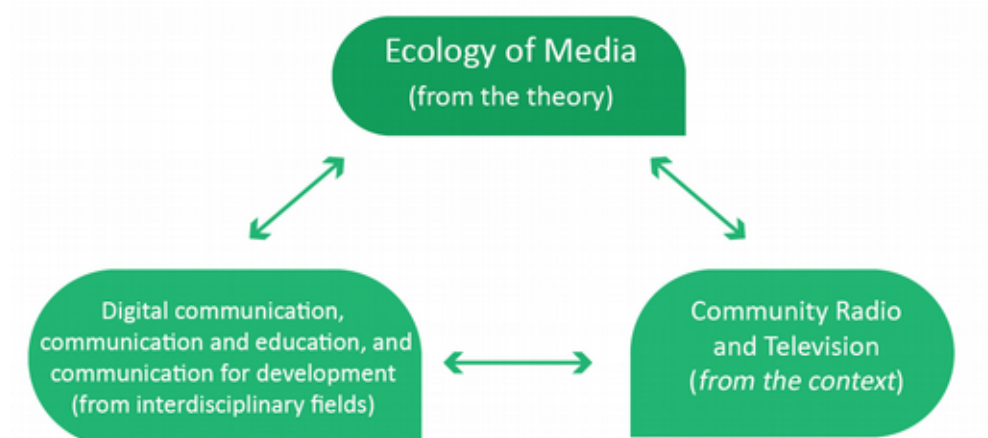 Ecology of Media
(from the theory)
Digital communication,
communication and education, and
communication for development
(from interdisciplinary fields)
Community Radio
and Television
(from the context)